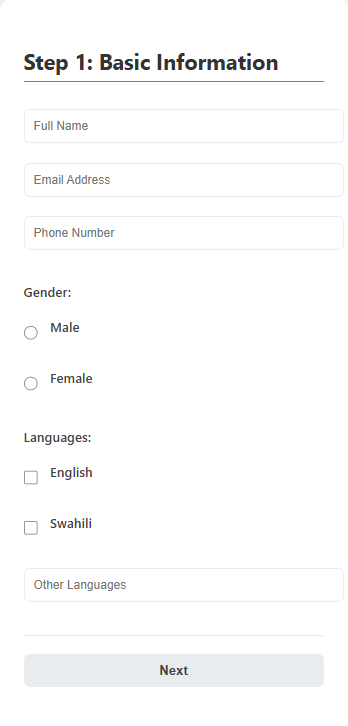 Step 1: Basic Information
Full Name
Email Address
Phone Number
Gender:
Male
Female
Languages:
English
Swahili
Other Languages
Next